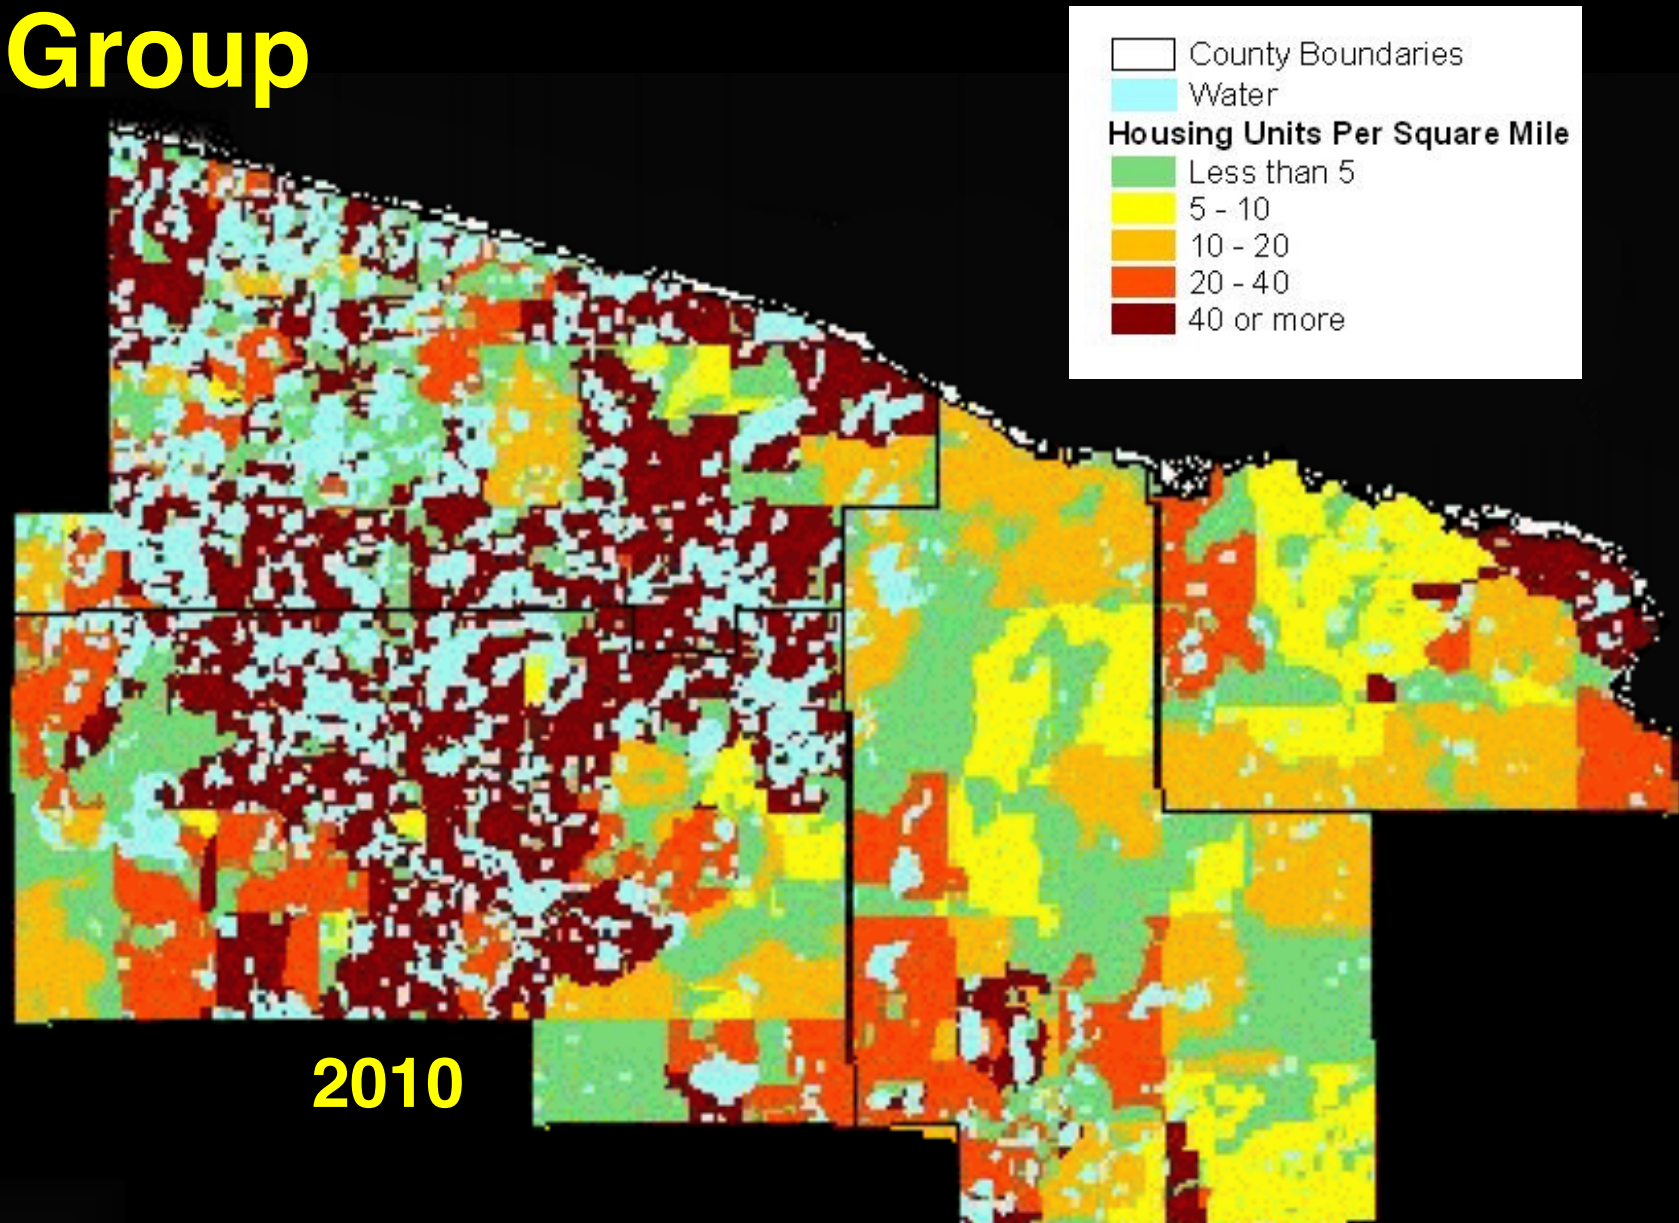 Group
County Boundaries
Water
Housing Units Per Square Mile
Less than 5
5 - 10
10 - 20
20 - 40
40 or more
2010